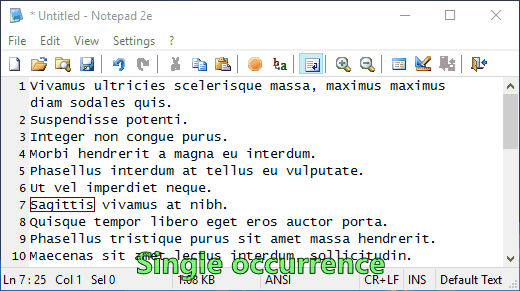 * Untitled - Notepad 2e
File Edit View Settings ?
1 Vivamus ultricies scelerisque massa, maximus maximus
diam sodales quis.
2 Suspendisse potenti.
3 Integer non congue purus.
4 Morbi hendrerit a magna eu interdum.
5 Phasellus interdum at tellus eu vulputate.
6 Ut vel imperdiet neque.
7 Sagittis vivamus at nibh.
8 Quisque tempor libero eget eros auctor porta.
9 Phasellus tristique purus sit amet massa hendrerit.
10 Maecenas sit amet lectus interdum, sollicitudin.
Single occurrence
Ln 7 : 25 Col 1 Sel 0 1.08 KB ANSI CR+LF INS Default Text